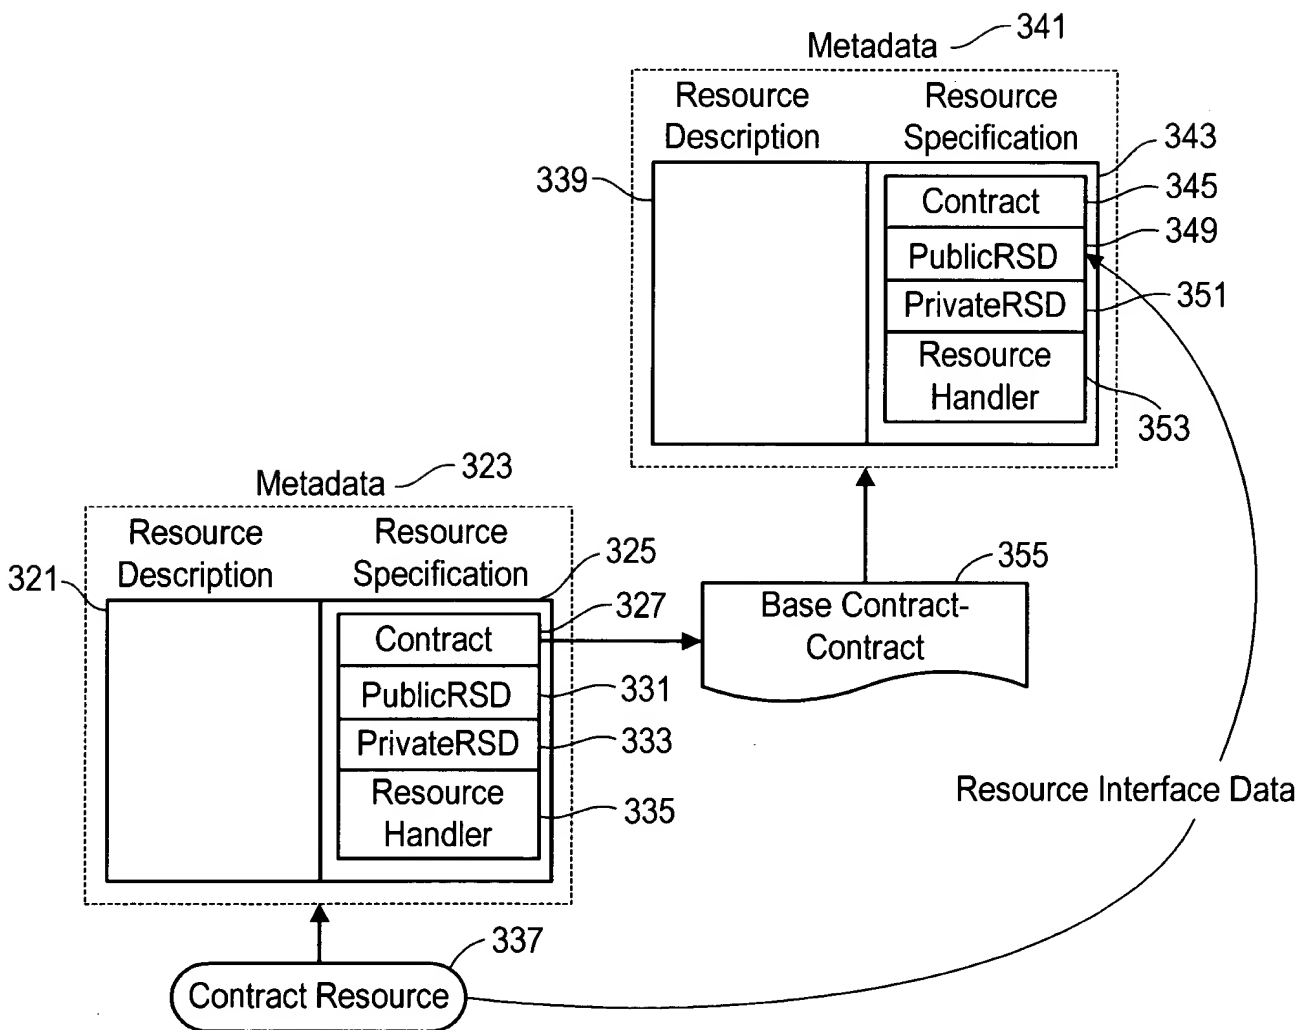 Metadata 341
Resource Description
Resource Specification
343
339
Contract
345
PublicRSD
349
PrivateRSD
351
Resource Handler
353
Metadata 323
Resource Description
Resource Specification
325
321
Contract
327
PublicRSD
331
PrivateRSD
333
Resource Handler
335
355
Base Contract-
Contract
Resource Interface Data
337
Contract Resource